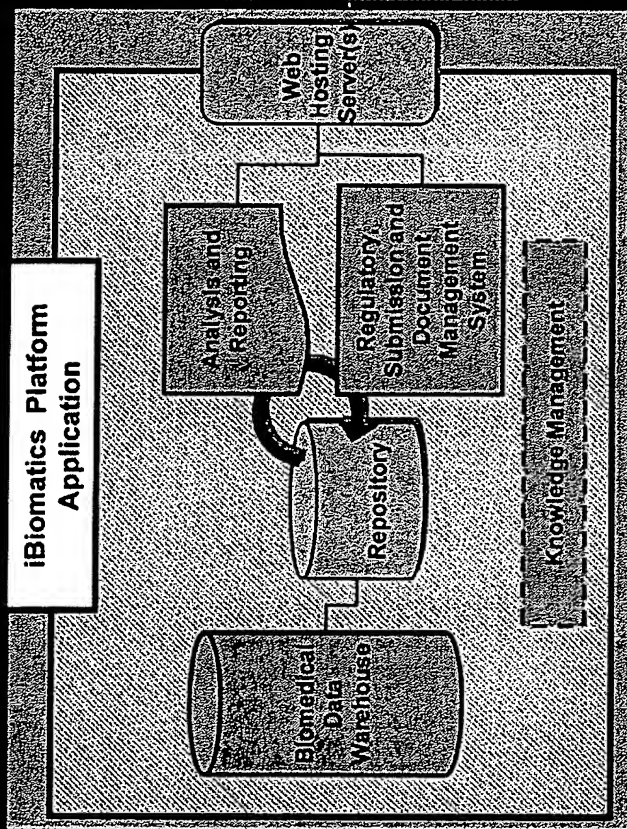 iBiomatics Platform
Application
Biomedical
Data
Warehouse
Repository
Analysis and
Reporting
Regulatory
Submission and
Document
Management
System
Web
Hosting
Server(s)
Knowledge Management